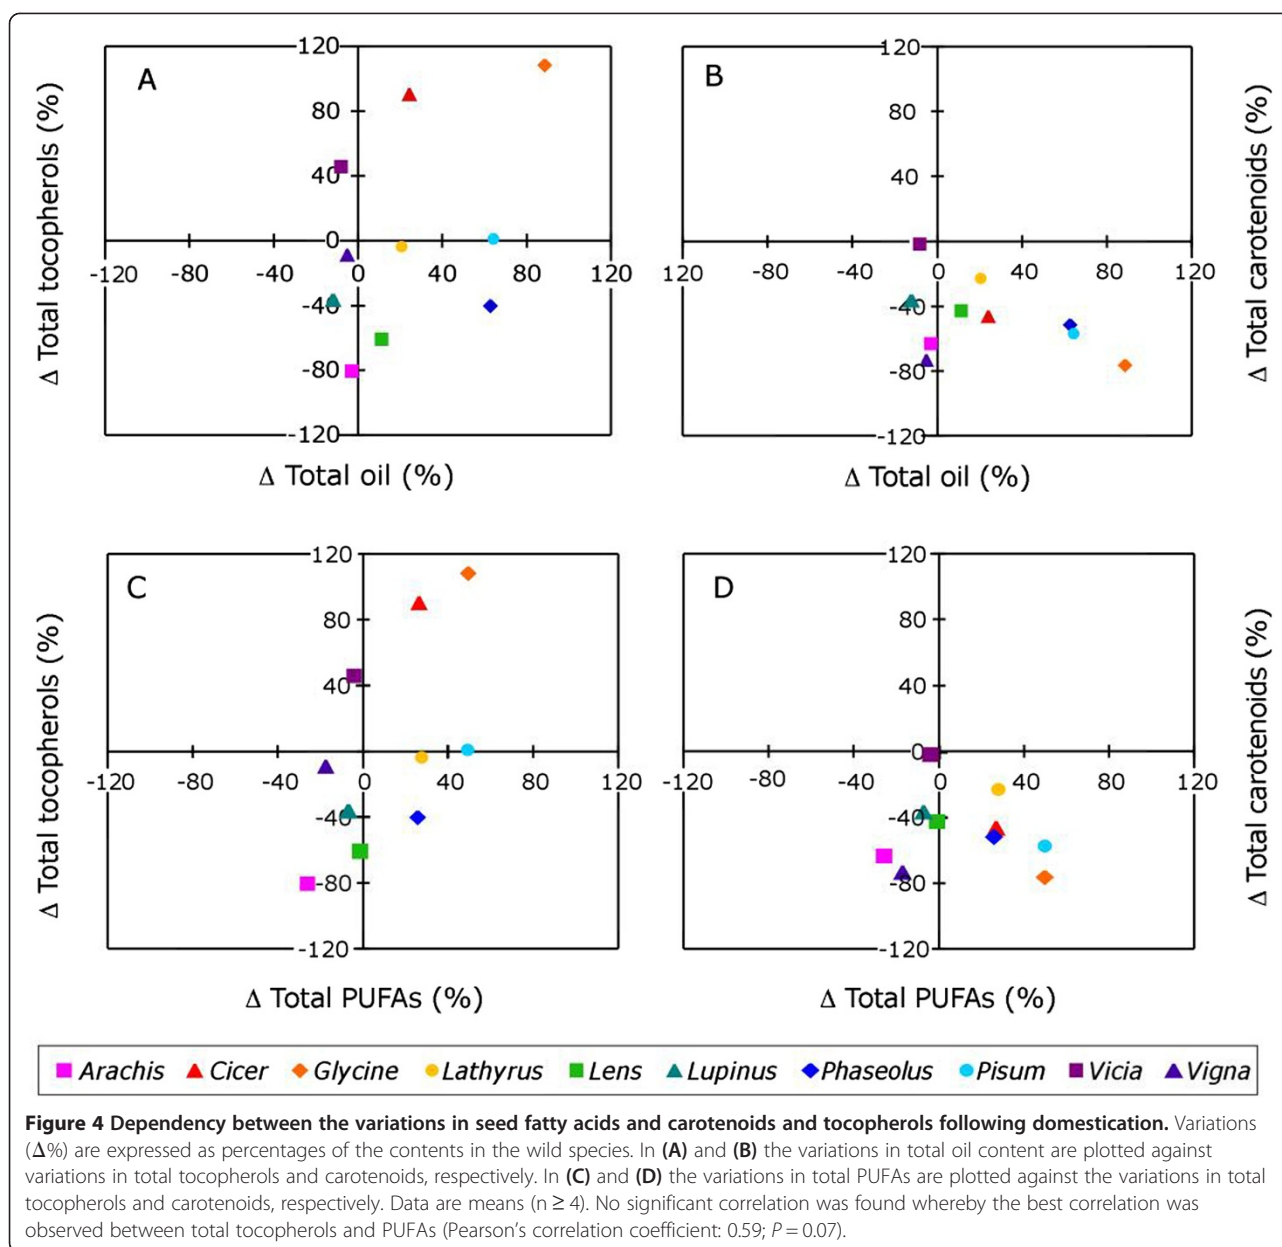 A
Δ Total tocopherols (%)
120
80
40
0
-120 -80 -40 0 40 80 120
-40
-80
-120
Δ Total oil (%)
B
Δ Total carotenoids (%)
120
80
40
120 -80 -40 0 40 80 120
-40
-80
-120
Δ Total oil (%)
C
Δ Total tocopherols (%)
120
80
40
-120 -80 -40 0 40 80 120
-40
-80
-120
Δ Total PUFAs (%)
D
Δ Total carotenoids (%)
120
80
40
0
-120 -80 -40 0 40 80 120
-40
-80
-120
Δ Total PUFAs (%)
Arachis Cicer Glycine Lathyrus Lens Lupinus Phaseolus Pisum Vicia Vigna
Figure 4 Dependency between the variations in seed fatty acids and carotenoids and tocopherols following domestication. Variations
(Δ%) are expressed as percentages of the contents in the wild species. In (A) and (B) the variations in total oil content are plotted against
variations in total tocopherols and carotenoids, respectively. In (C) and (D) the variations in total PUFAs are plotted against the variations in total
tocopherols and carotenoids, respectively. Data are means (n ≥ 4). No significant correlation was found whereby the best correlation was
observed between total tocopherols and PUFAs (Pearson's correlation coefficient: 0.59; P = 0.07).